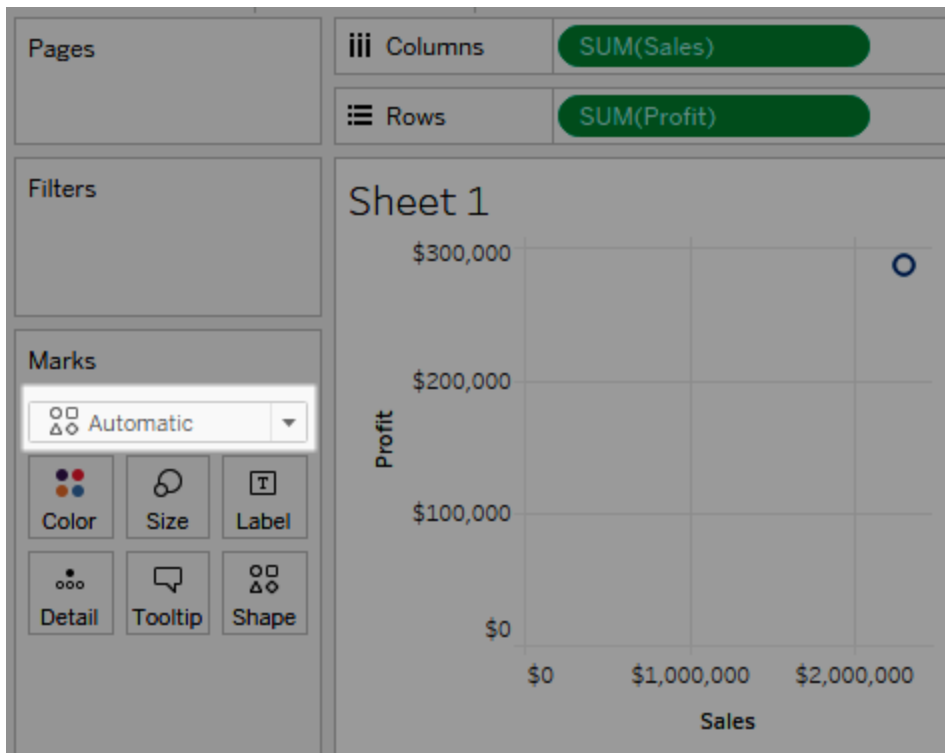 Pages
Columns
SUM(Sales)
Rows
SUM(Profit)
Filters
Marks
Automatic
Color
Size
T
Label
Detail
Tooltip
Shape
Sheet 1
Profit
$300,000
$200,000
$100,000
$0
$0
$1,000,000
$2,000,000
Sales